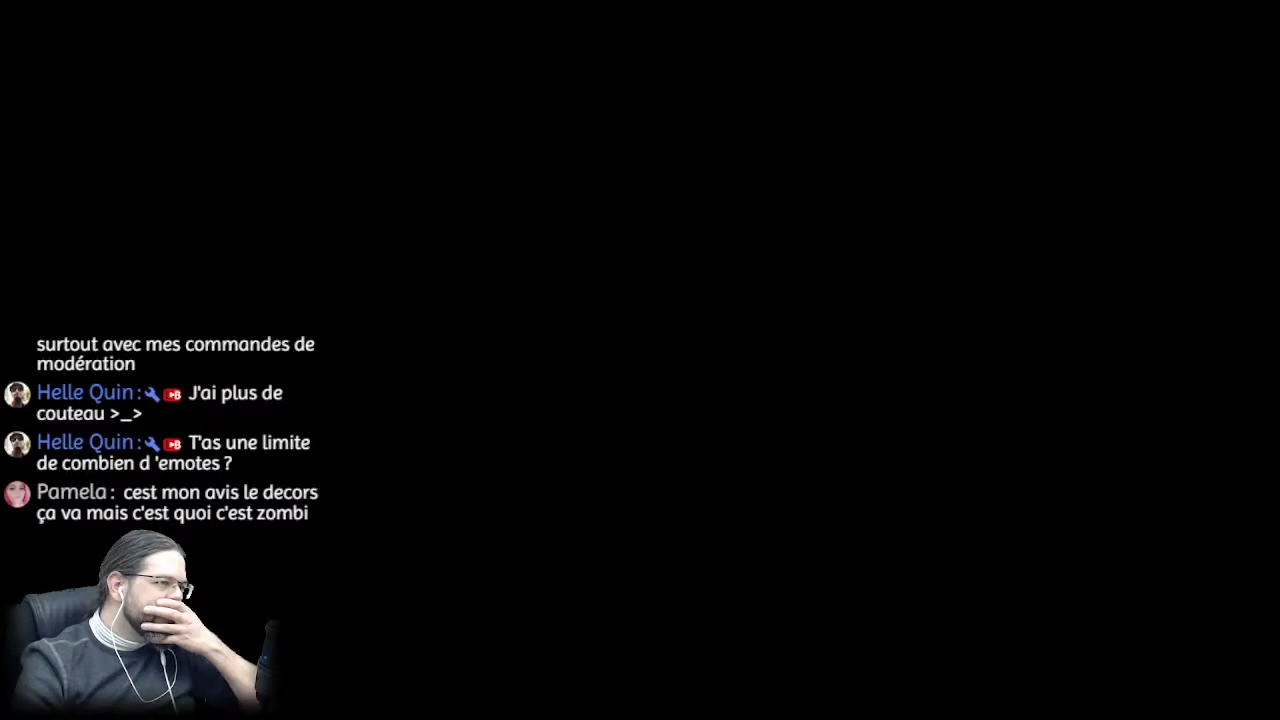 surtout avec mes commandes de
modération
Helle Quin : J'ai plus de
couteau >_>
Helle Quin : T'as une limite
de combien d 'emotes ?
Pamela : cest mon avis le decors
ça va mais c'est quoi c'est zombi